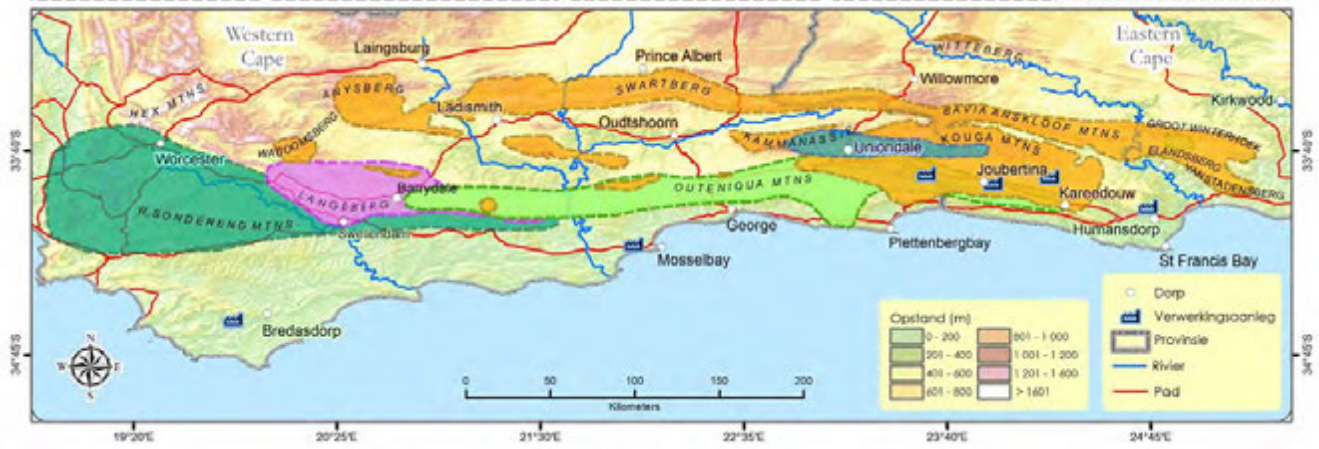 Western
Cape
Eastern
Cape
Laingsburg
Prince Albert
Willowmore
WITTEBERG
Kirkwood
HEX MTNS
ANYSBERG
Ladismith
SWARTBERG
BAVIAANSKLOOF MTNS
GROOT WINTERHOEK
Oudtshoorn
KAMMANASSIE
KOUGA MTNS
Uniondale
ELANDSBERG
VANSTADENSBERG
Worcester
WABOOMSBERG
Joubertina
Barrydale
LANGEBERG
OUTENIQUA MTNS
Kareedouw
R.SONDEREND MTNS
Swellendam
George
Humansdorp
Plettenbergbay
Mosselbay
St Francis Bay
Bredasdorp
33°40'S
33°40'S
34°45'S
34°45'S
N
W E
S
0 50 100 150 200
Kilometers
Opstand (m)
0 - 200
201 - 400
401 - 600
601 - 800
801 - 1 000
1 001 - 1 200
1 201 - 1 600
> 1601
Dorp
Verwerkingsaanleg
Provinsie
Rivier
Pad
19°20'E 20°25'E 21°30'E 22°35'E 23°40'E 24°45'E